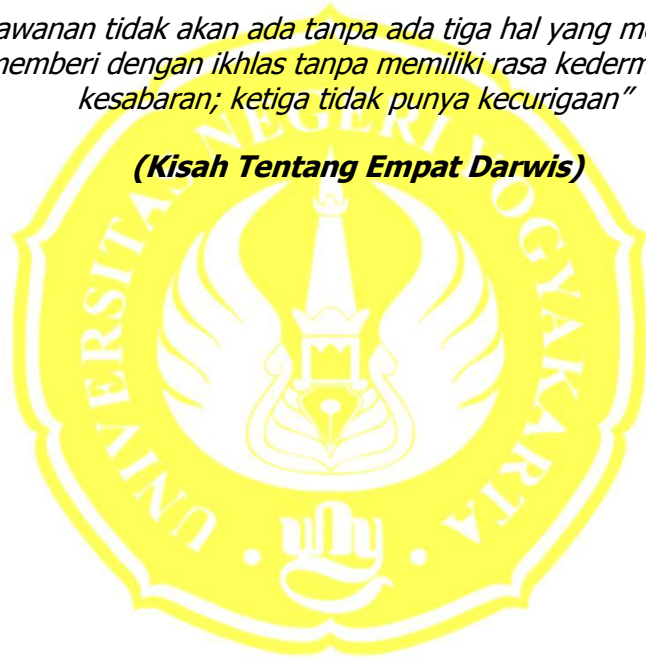 awanan tidak akan ada tanpa ada tiga hal yang m
memberi dengan ikhlas tanpa memiliki rasa kederm
kesabaran; ketiga tidak punya kecurigaan”
(Kisah Tentang Empat Darwis)
UNIVERSITAS NEGERI YOGYAKARTA
uny